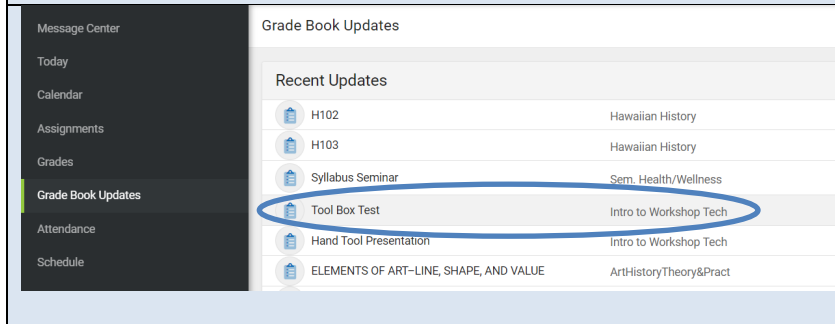 Message Center
Today
Calendar
Assignments
Grades
Grade Book Updates
Attendance
Schedule
Grade Book Updates
Recent Updates
H102 Hawaiian History
H103 Hawaiian History
Syllabus Seminar Sem. Health/Wellness
Tool Box Test Intro to Workshop Tech
Hand Tool Presentation Intro to Workshop Tech
ELEMENTS OF ART–LINE, SHAPE, AND VALUE ArtHistoryTheory&Pract